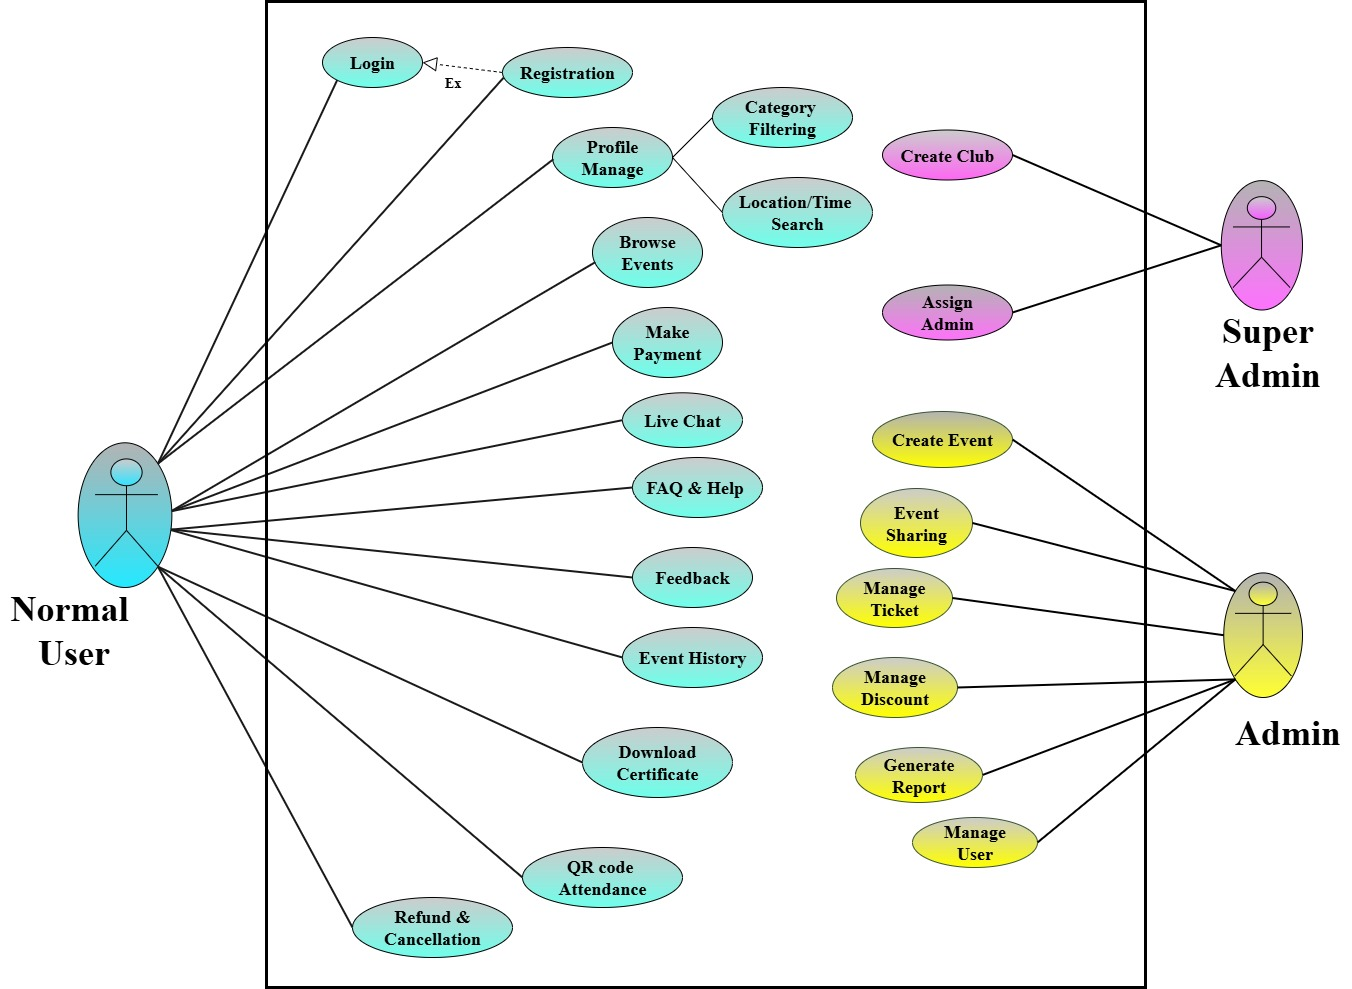 Login
Ex
Registration
Profile
Manage
Category
Filtering
Location/Time
Search
Browse
Events
Make
Payment
Live Chat
FAQ & Help
Feedback
Event History
Download
Certificate
QR code
Attendance
Refund &
Cancellation
Normal
User
Create Club
Assign
Admin
Super
Admin
Create Event
Event
Sharing
Manage
Ticket
Manage
Discount
Generate
Report
Manage
User
Admin